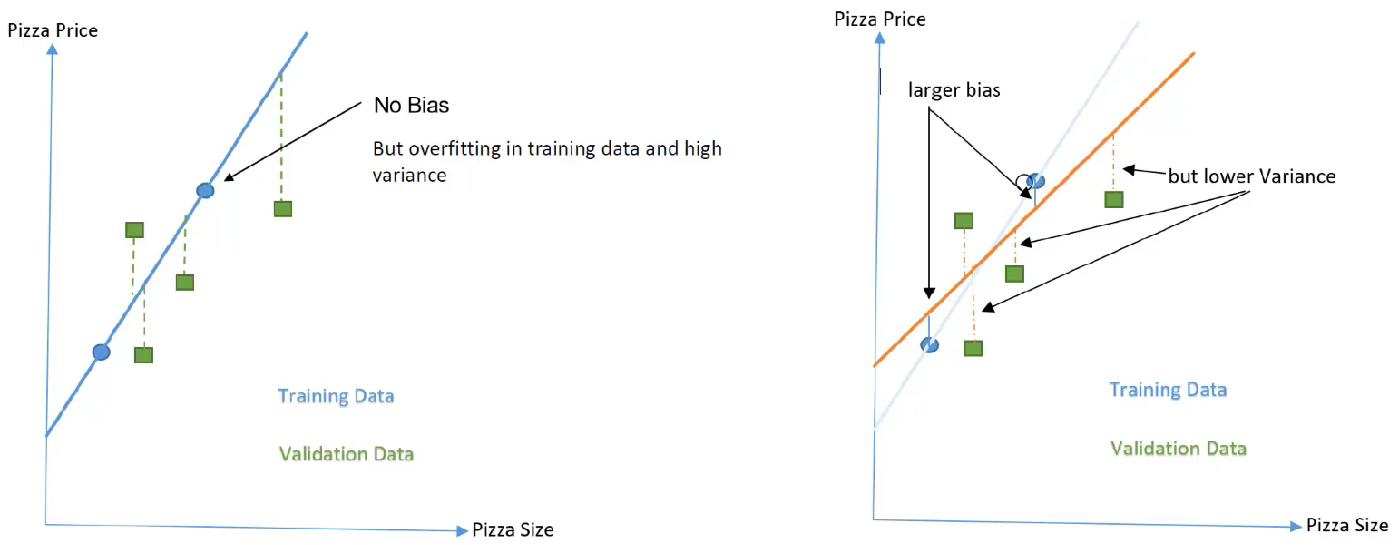 Pizza Price
No Bias
But overfitting in training data and high
variance
Training Data
Validation Data
Pizza Size
Pizza Price
larger bias
but lower Variance
Training Data
Validation Data
Pizza Size